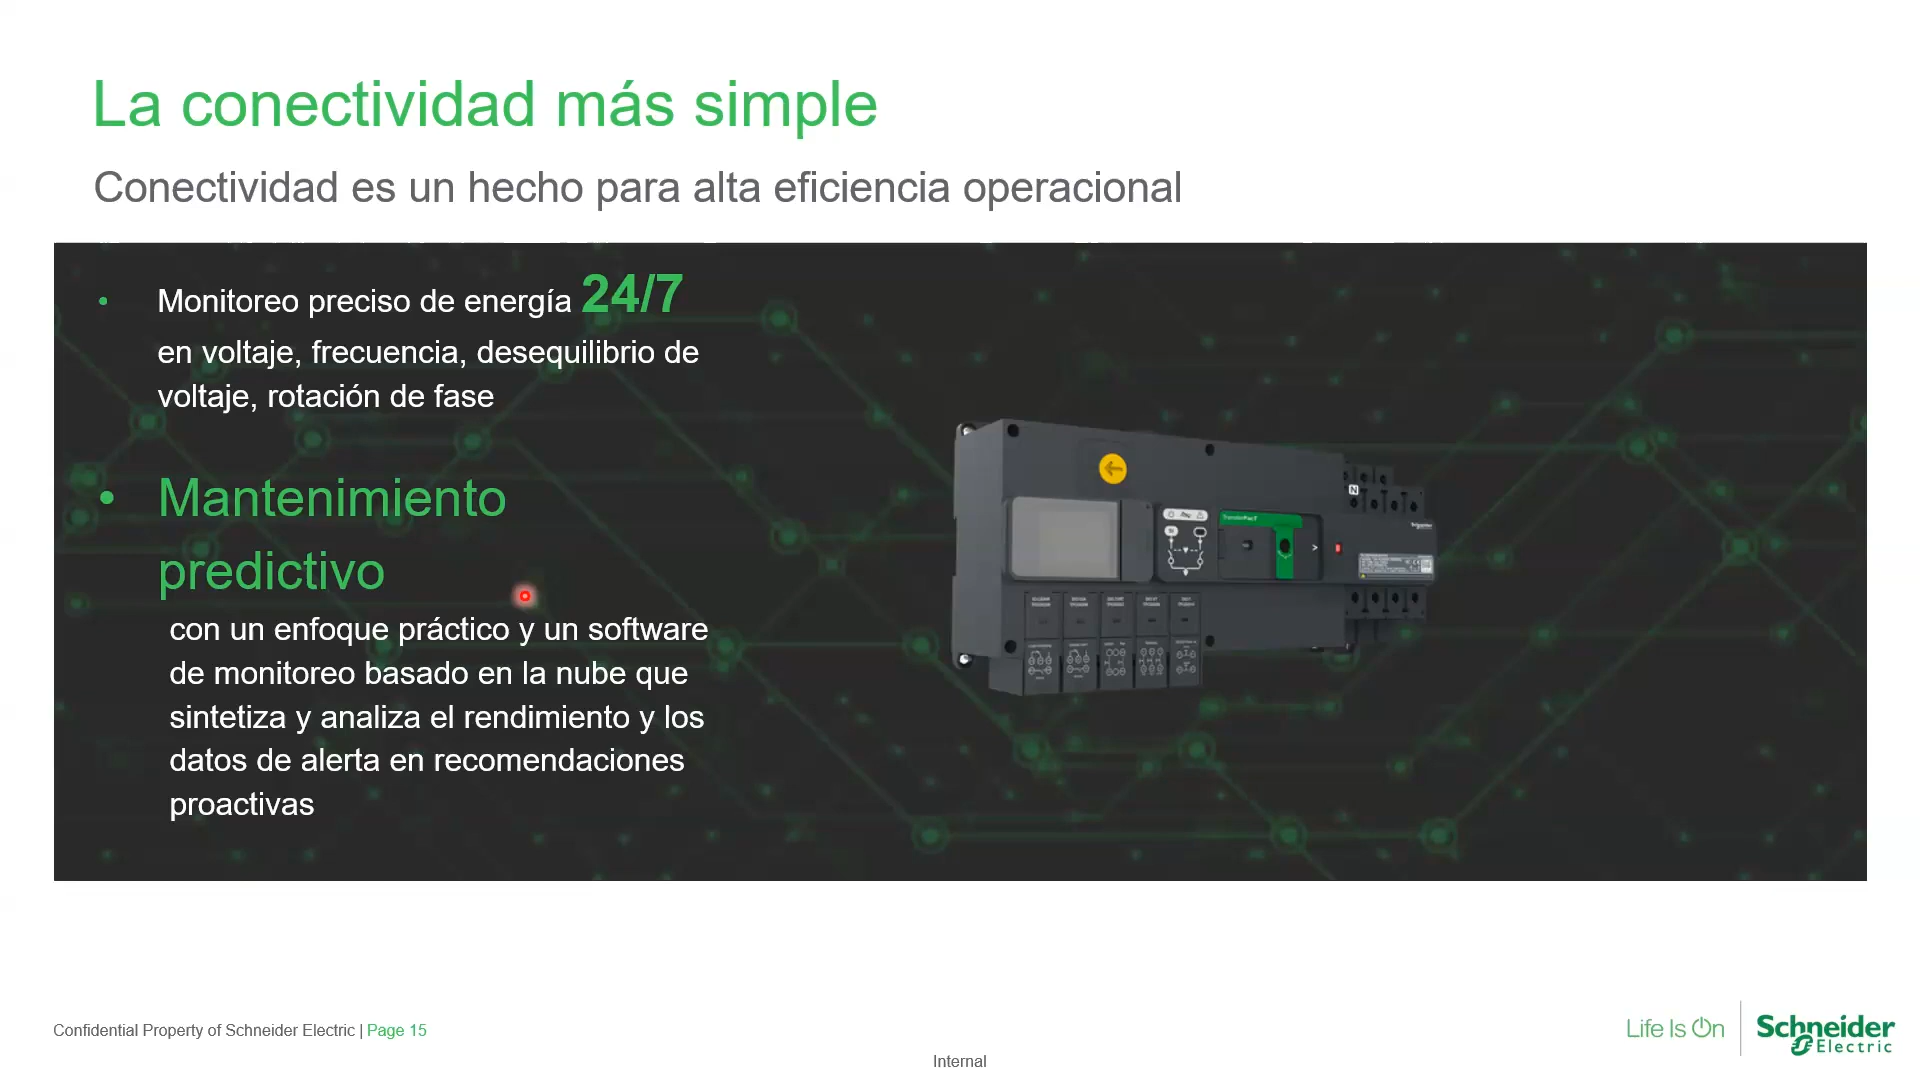 La conectividad más simple
Conectividad es un hecho para alta eficiencia operacional
• Monitoreo preciso de energía 24/7
en voltaje, frecuencia, desequilibrio de
voltaje, rotación de fase
• Mantenimiento
predictivo
con un enfoque práctico y un software
de monitoreo basado en la nube que
sintetiza y analiza el rendimiento y los
datos de alerta en recomendaciones
proactivas
N
TransferPacT
Schneider
Confidential Property of Schneider Electric | Page 15
Internal
Life Is On
Schneider
Electric